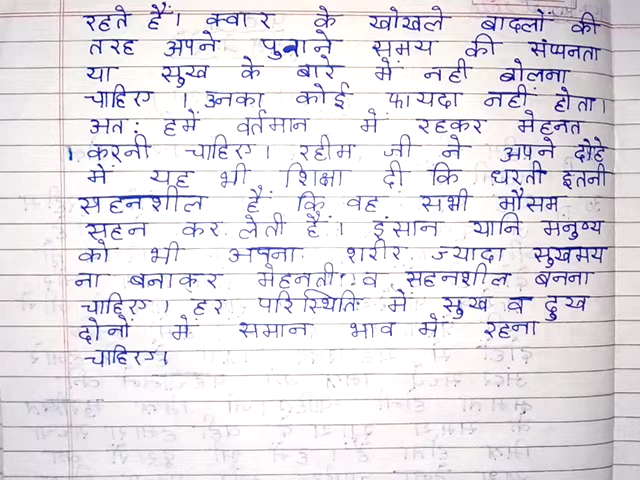 रहते हैं। क्वार के खोखले बादलों की
तरह अपने पुराने समय की संप्पनता
या सुख के बारे में नही बोलना
चाहिए । उनका कोई फायदा नहीं होता।
अत: हमें वर्तमान में रहकर मेहनत
करनी चाहिए। रहीम जी ने अपने दोहे
में यह भी शिक्षा दी कि धरती इतनी
सहनशील है कि वह सभी मौसम
सहन कर लेती है । इंसान यानि मनुष्य
को भी अपना शरीर ज्यादा सुखमय
ना बनाकर मेहनती व सहनशील बनना
चाहिए। हर परिस्थिति में सुख व दुख
दोनो में समान भाव में रहना
चाहिए।